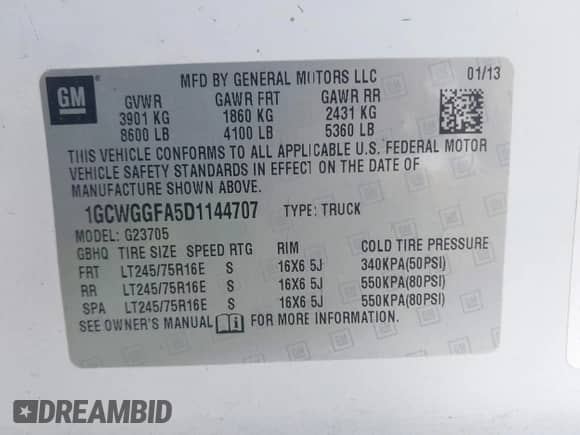 GM
MFD BY GENERAL MOTORS LLC 01/13
GVWR GAWR FRT GAWR RR
3901 KG 1860 KG 2431 KG
8600 LB 4100 LB 5360 LB
THIS VEHICLE CONFORMS TO ALL APPLICABLE U.S. FEDERAL MOTOR
VEHICLE SAFETY STANDARDS IN EFFECT ON THE DATE OF
MANUFACTURE SHOWN ABOVE.
1GCWGGFA5D1144707 TYPE: TRUCK
MODEL: G23705
GBHQ TIRE SIZE SPEED RTG RIM COLD TIRE PRESSURE
FRT LT245/75R16E S 16X6 5J 340KPA(50PSI)
RR LT245/75R16E S 16X6 5J 550KPA(80PSI)
SPA LT245/75R16E S 16X6 5J 550KPA(80PSI)
SEE OWNER'S MANUAL FOR MORE INFORMATION.
DREAMBID